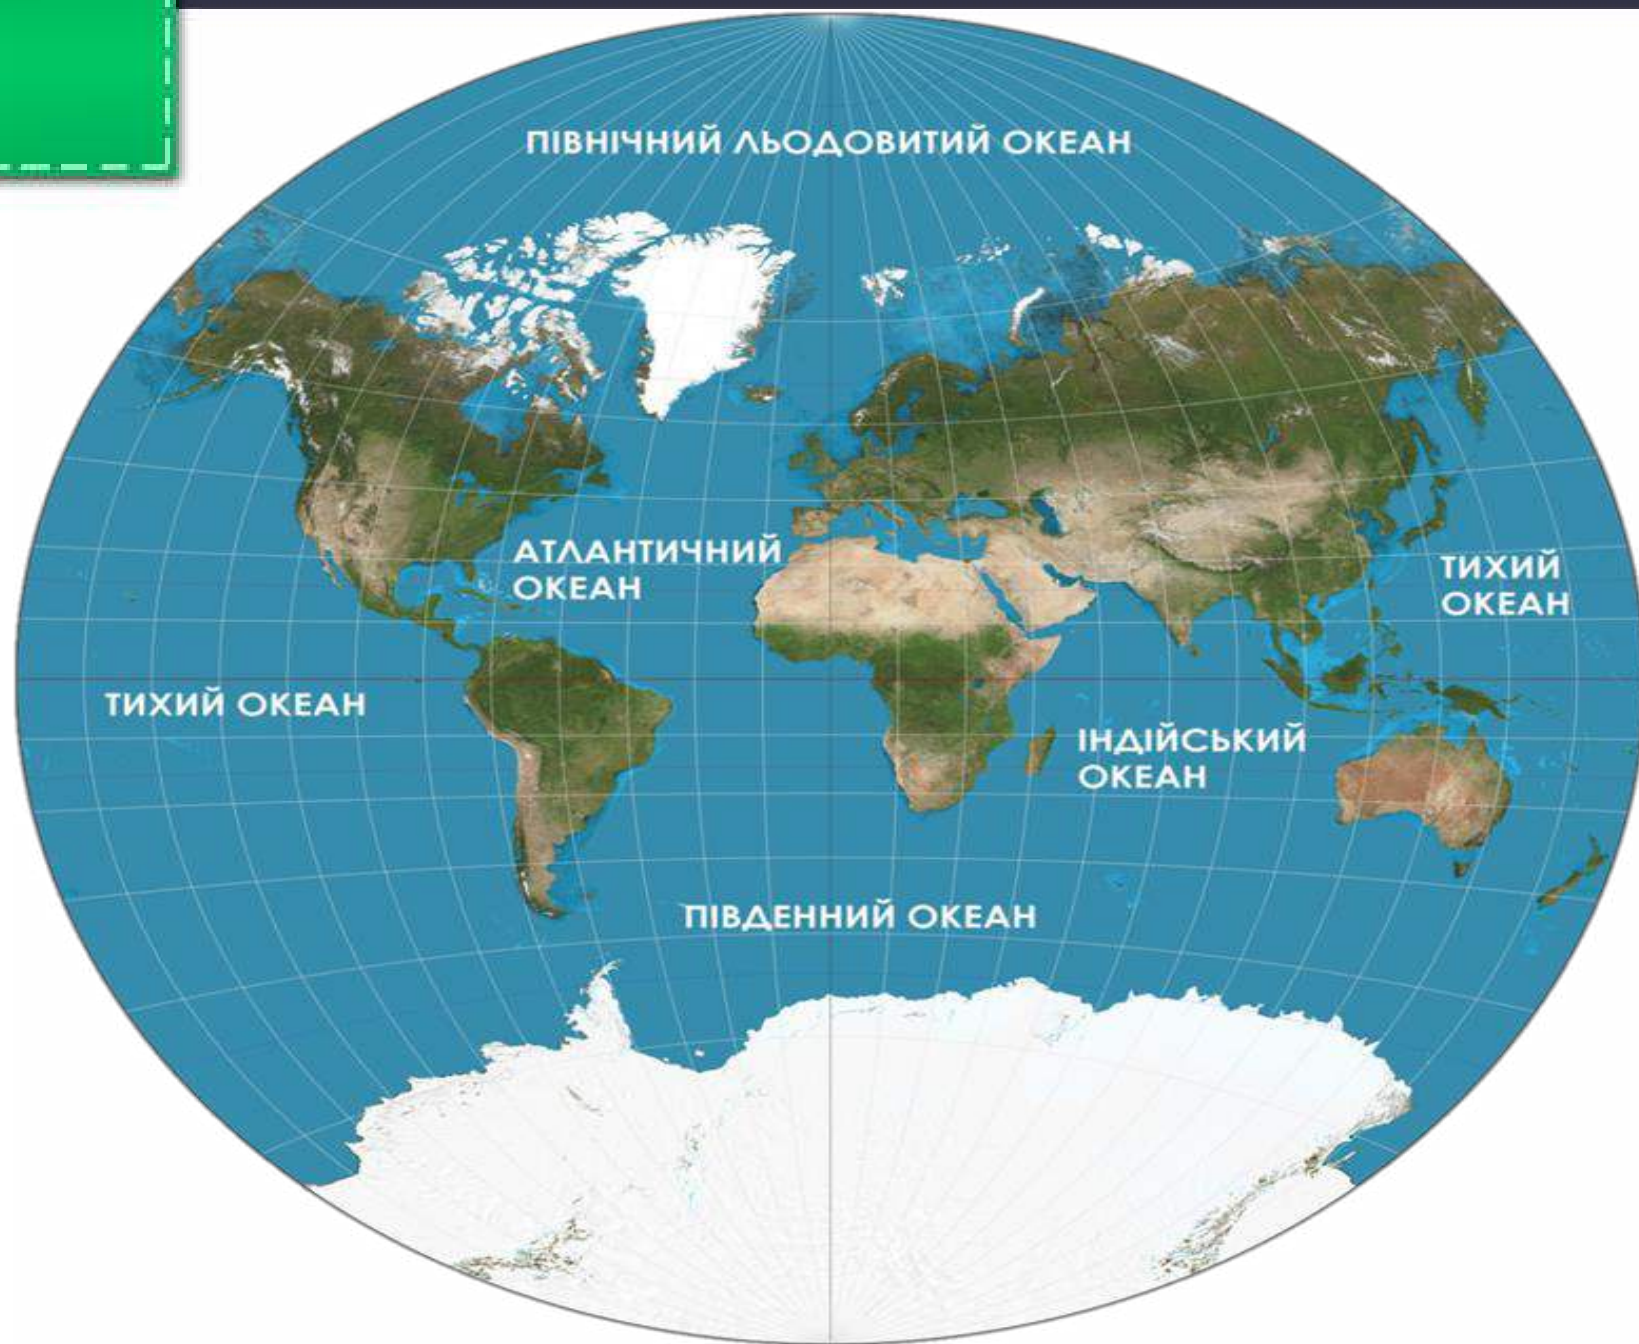 ПІВНІЧНИЙ ЛЬОДОВИТИЙ ОКЕАН
АТЛАНТИЧНИЙ
ОКЕАН
ТИХИЙ
ОКЕАН
ТИХИЙ ОКЕАН
ІНДІЙСЬКИЙ
ОКЕАН
ПІВДЕННИЙ ОКЕАН